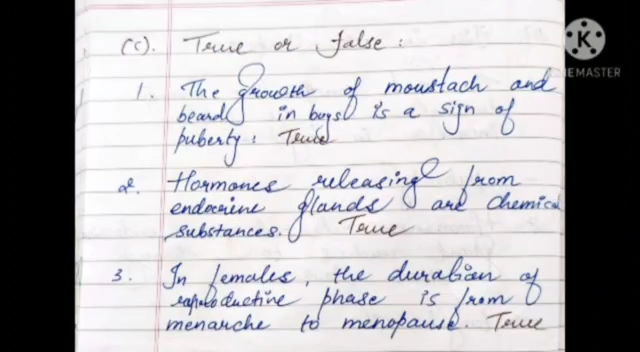 (C). True or False :
1. The growth of moustach and
beard in boys is a sign of
puberty : True
2. Hormones releasing from
endocrine glands are chemical
substances. True
3. In females, the duration of
reproductive phase is from
menarche to menopause. True
K
NEMASTER